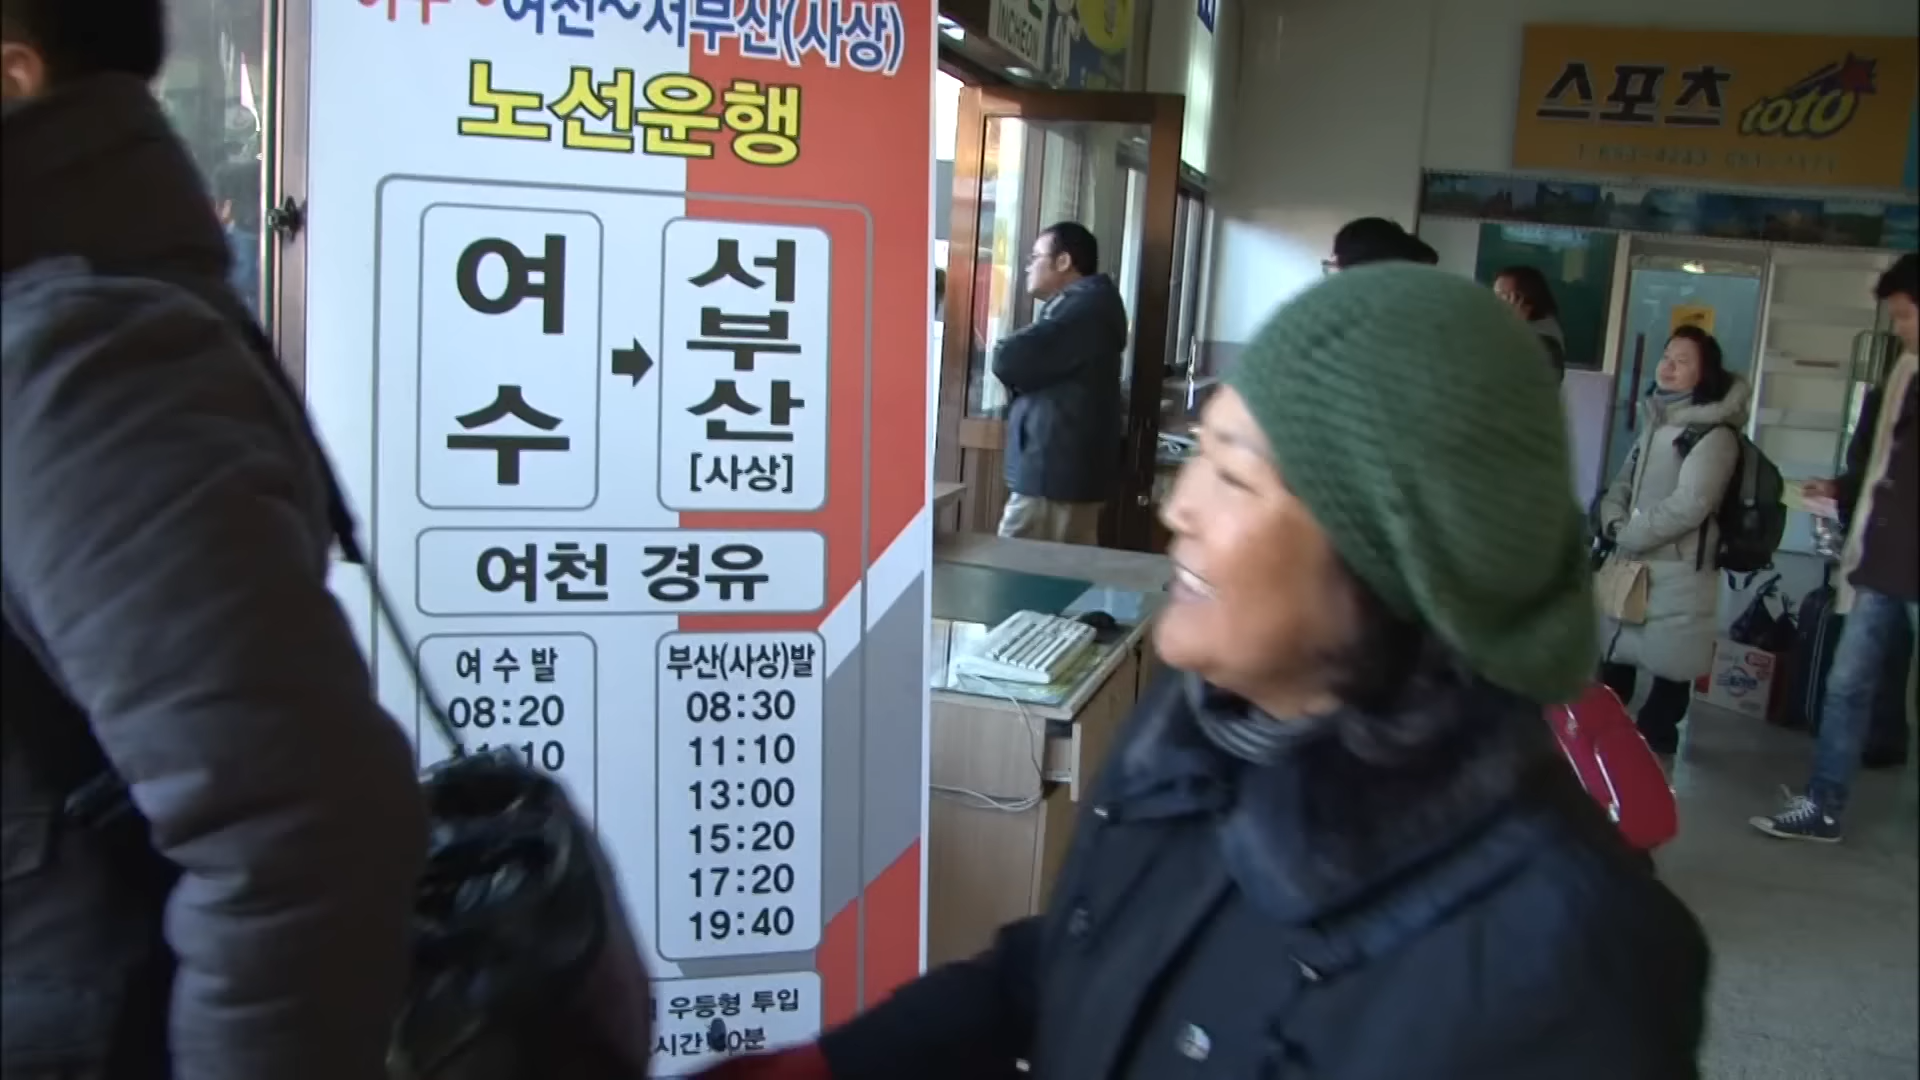 여천~서부산(사상)
노선운행
여수
서부산
[사상]
여천 경유
여 수 발
08:20
부산(사상)발
08:30
11:10
13:00
15:20
17:20
19:40
우등형 투입
INCHEON
스포츠 toto